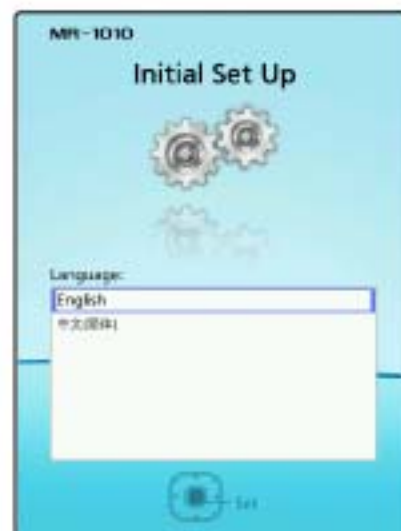 MR-1010
Initial Set Up
Language:
English
中文(简体)
Set